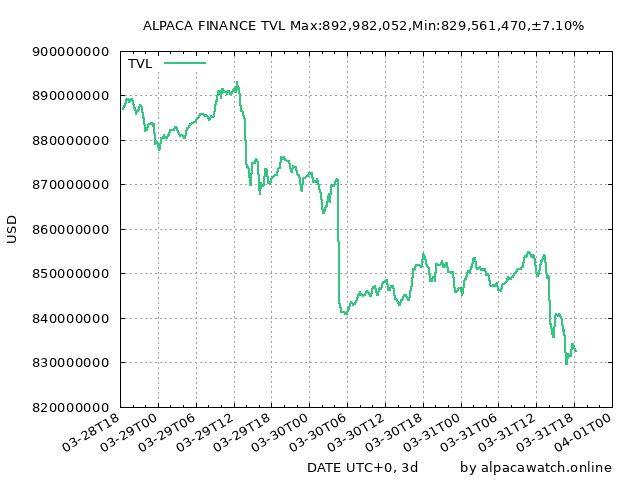 ALPACA FINANCE TVL Max:892,982,052,Min:829,561,470,±7.10%
900000000
TVL
890000000
880000000
870000000
860000000
USD
850000000
840000000
830000000
820000000
03-28T18
03-29T00
03-29T06
03-29T12
03-29T18
03-30T00
03-30T06
03-30T12
03-30T18
03-31T00
03-31T06
03-31T12
03-31T18
04-01T00
DATE UTC+0, 3d
by alpacawatch.online